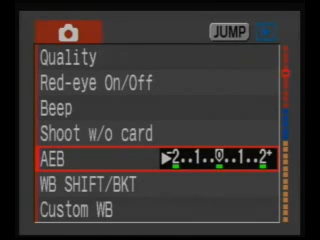 JUMP
Quality
Red-eye On/Off
Beep
Shoot w/o card
AEB ▶-2..1..0..1..2+
WB SHIFT/BKT
Custom WB